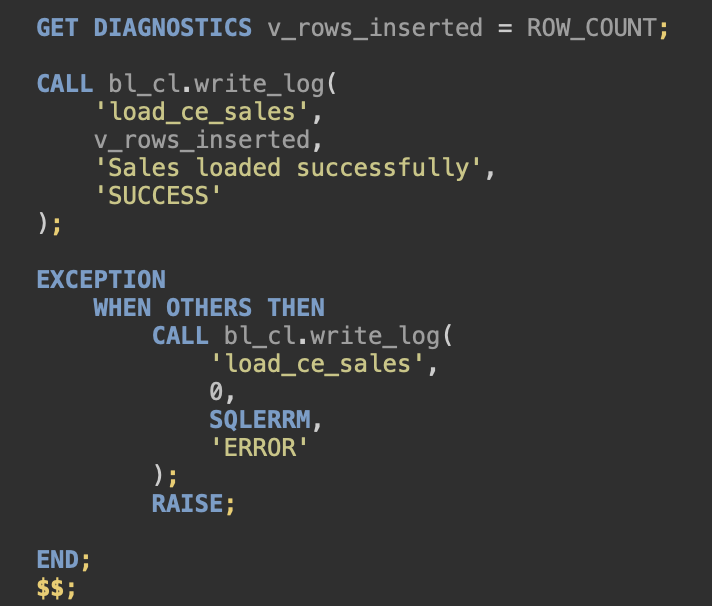 GET DIAGNOSTICS v_rows_inserted = ROW_COUNT;
CALL bl_cl.write_log(
'load_ce_sales',
v_rows_inserted,
'Sales loaded successfully',
'SUCCESS'
);
EXCEPTION
WHEN OTHERS THEN
CALL bl_cl.write_log(
'load_ce_sales',
0,
SQLERRM,
'ERROR'
);
RAISE;
END;
$$;